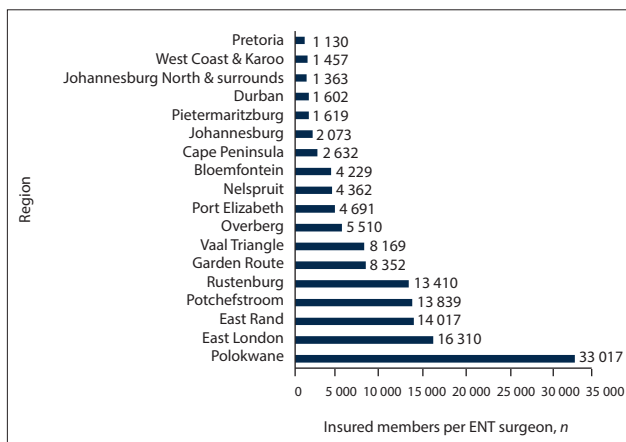 Region
Pretoria 1 130
West Coast & Karoo 1 457
Johannesburg North & surrounds 1 363
Durban 1 602
Pietermaritzburg 1 619
Johannesburg 2 073
Cape Peninsula 2 632
Bloemfontein 4 229
Nelspruit 4 362
Port Elizabeth 4 691
Overberg 5 510
Vaal Triangle 8 169
Garden Route 8 352
Rustenburg 13 410
Potchefstroom 13 839
East Rand 14 017
East London 16 310
Polokwane 33 017
0 5 000 10 000 15 000 20 000 25 000 30 000 35 000
Insured members per ENT surgeon, n